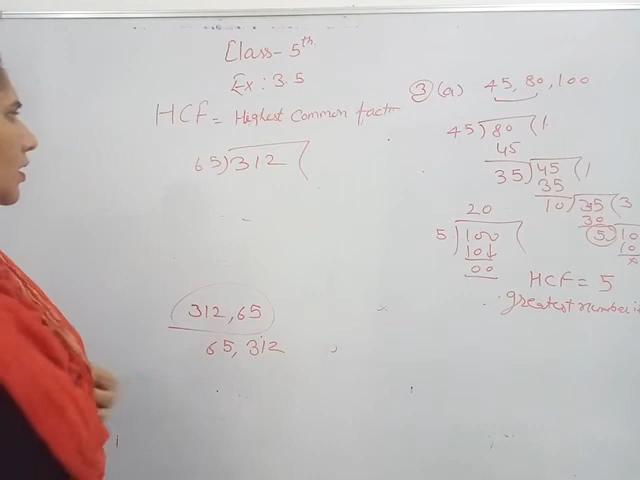 Class- 5th.
Ex: 3.5
HCF = Highest Common factor
65)312(
312,65
65, 312
3 (a) 45, 80, 100
45)80(1
45
35)45(1
35
10)35(3
30
5)10
10
x
20
5)100(
10↓
00
HCF = 5
greatest number